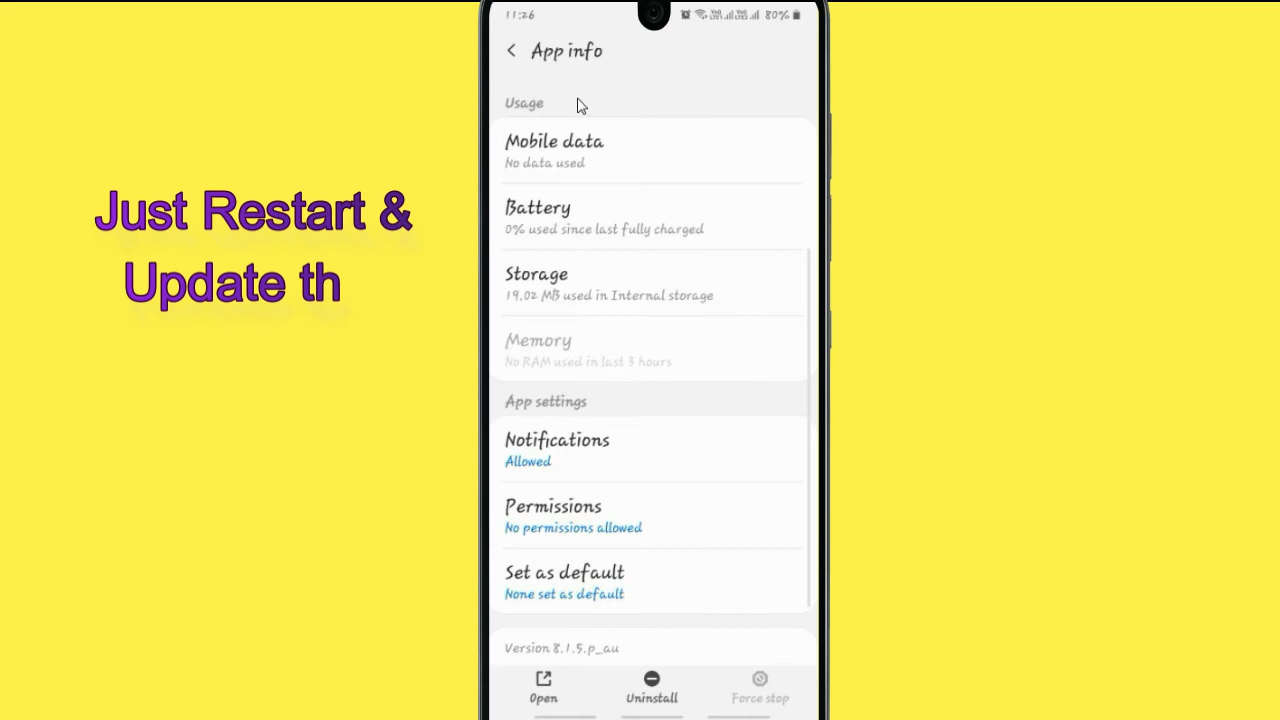 11:26
80%
App info
Usage
Mobile data
No data used
Battery
0% used since last fully charged
Storage
19.02 MB used in Internal storage
Memory
No RAM used in last 3 hours
App settings
Notifications
Allowed
Permissions
No permissions allowed
Set as default
None set as default
Version 8.1.5.p_au
Open
Uninstall
Force stop
Just Restart &
Update th